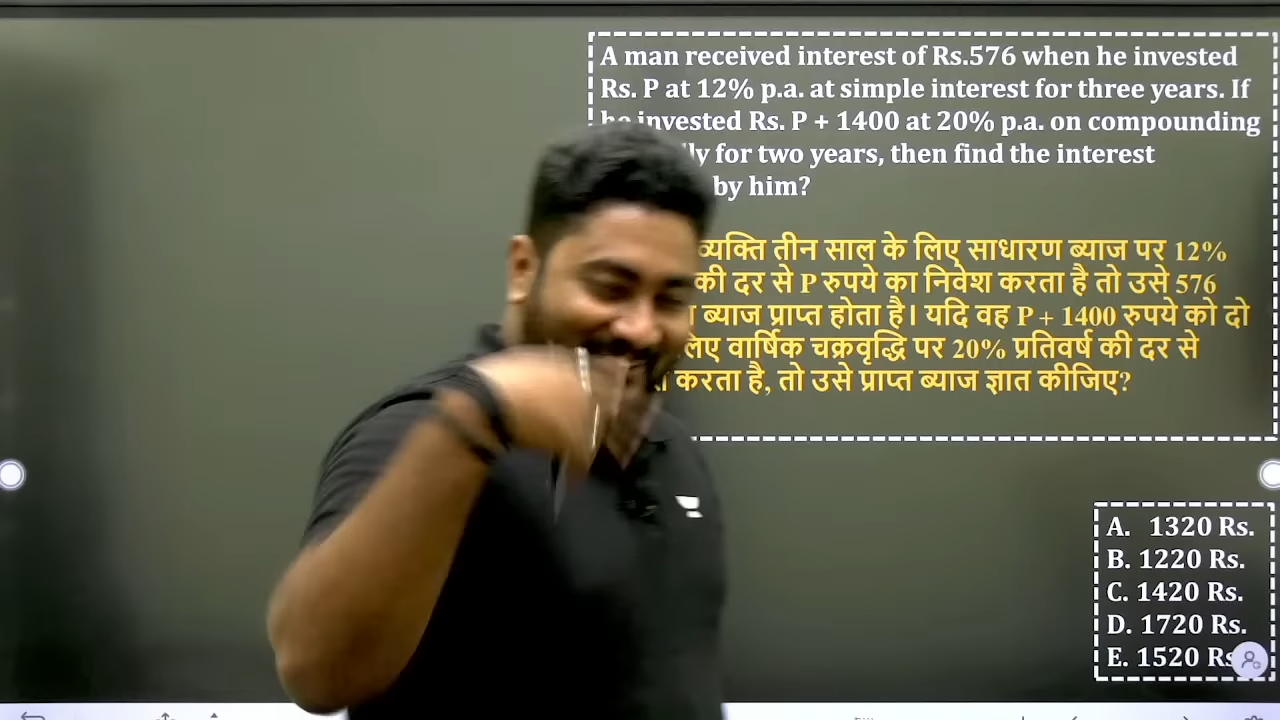 A man received interest of Rs.576 when he invested
Rs. P at 12% p.a. at simple interest for three years. If
he invested Rs. P + 1400 at 20% p.a. on compounding
for two years, then find the interest
by him?
व्यक्ति तीन साल के लिए साधारण ब्याज पर 12%
की दर से P रुपये का निवेश करता है तो उसे 576
ब्याज प्राप्त होता है। यदि वह P + 1400 रुपये को दो
लिए वार्षिक चक्रवृद्धि पर 20% प्रतिवर्ष की दर से
करता है, तो उसे प्राप्त ब्याज ज्ञात कीजिए?
A. 1320 Rs.
B. 1220 Rs.
C. 1420 Rs.
D. 1720 Rs.
E. 1520 Rs